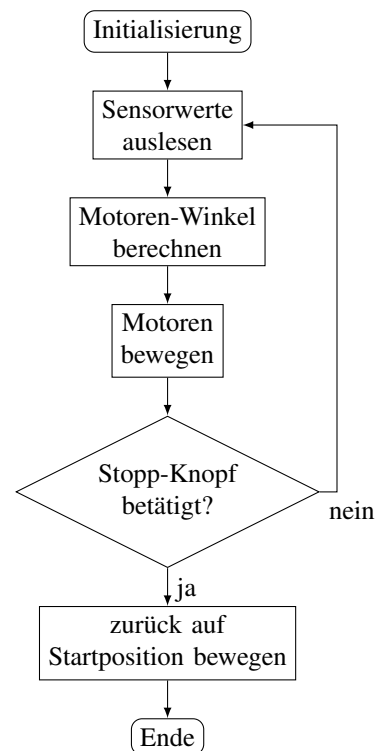 Initialisierung
Sensorwerte
auslesen
Motoren-Winkel
berechnen
Motoren
bewegen
Stopp-Knopf
betätigt?
nein
ja
zurück auf
Startposition bewegen
Ende